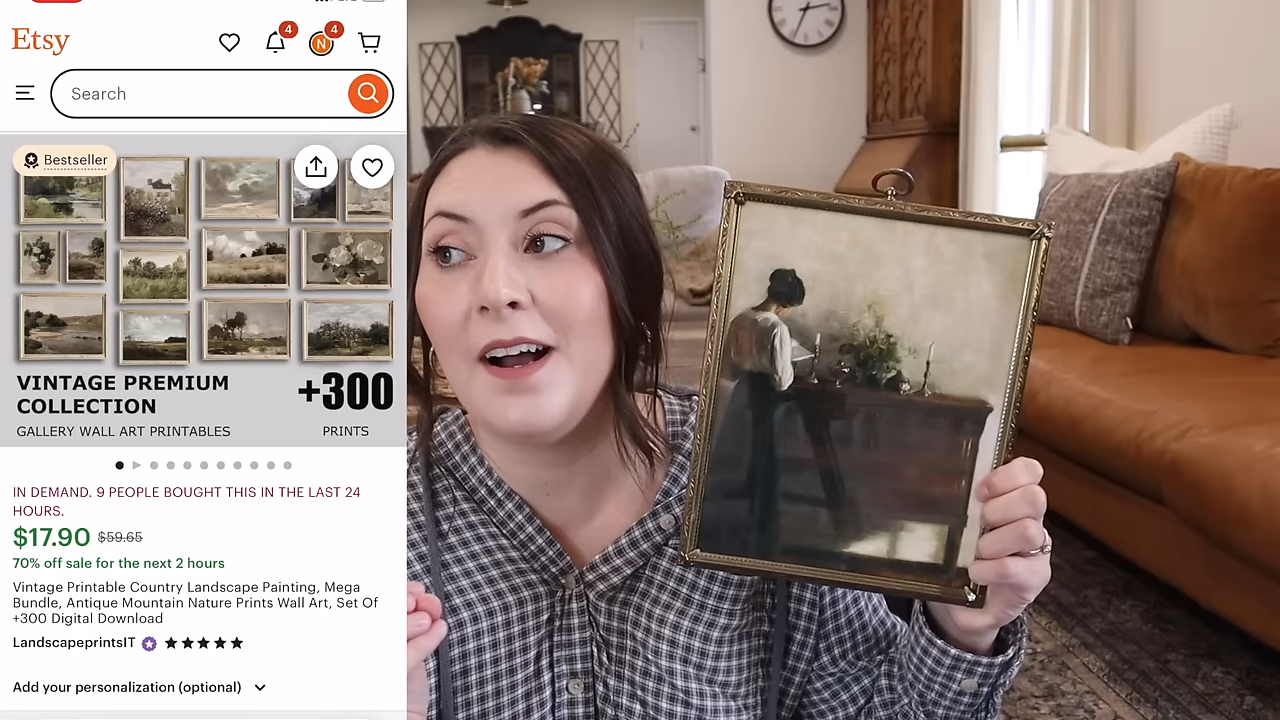 Etsy
4
4
N
Search
Bestseller
VINTAGE PREMIUM
COLLECTION
+300
GALLERY WALL ART PRINTABLES
PRINTS
IN DEMAND. 9 PEOPLE BOUGHT THIS IN THE LAST 24
HOURS.
$17.90 $59.65
70% off sale for the next 2 hours
Vintage Printable Country Landscape Painting, Mega
Bundle, Antique Mountain Nature Prints Wall Art, Set Of
+300 Digital Download
LandscapeprintsIT
Add your personalization (optional)